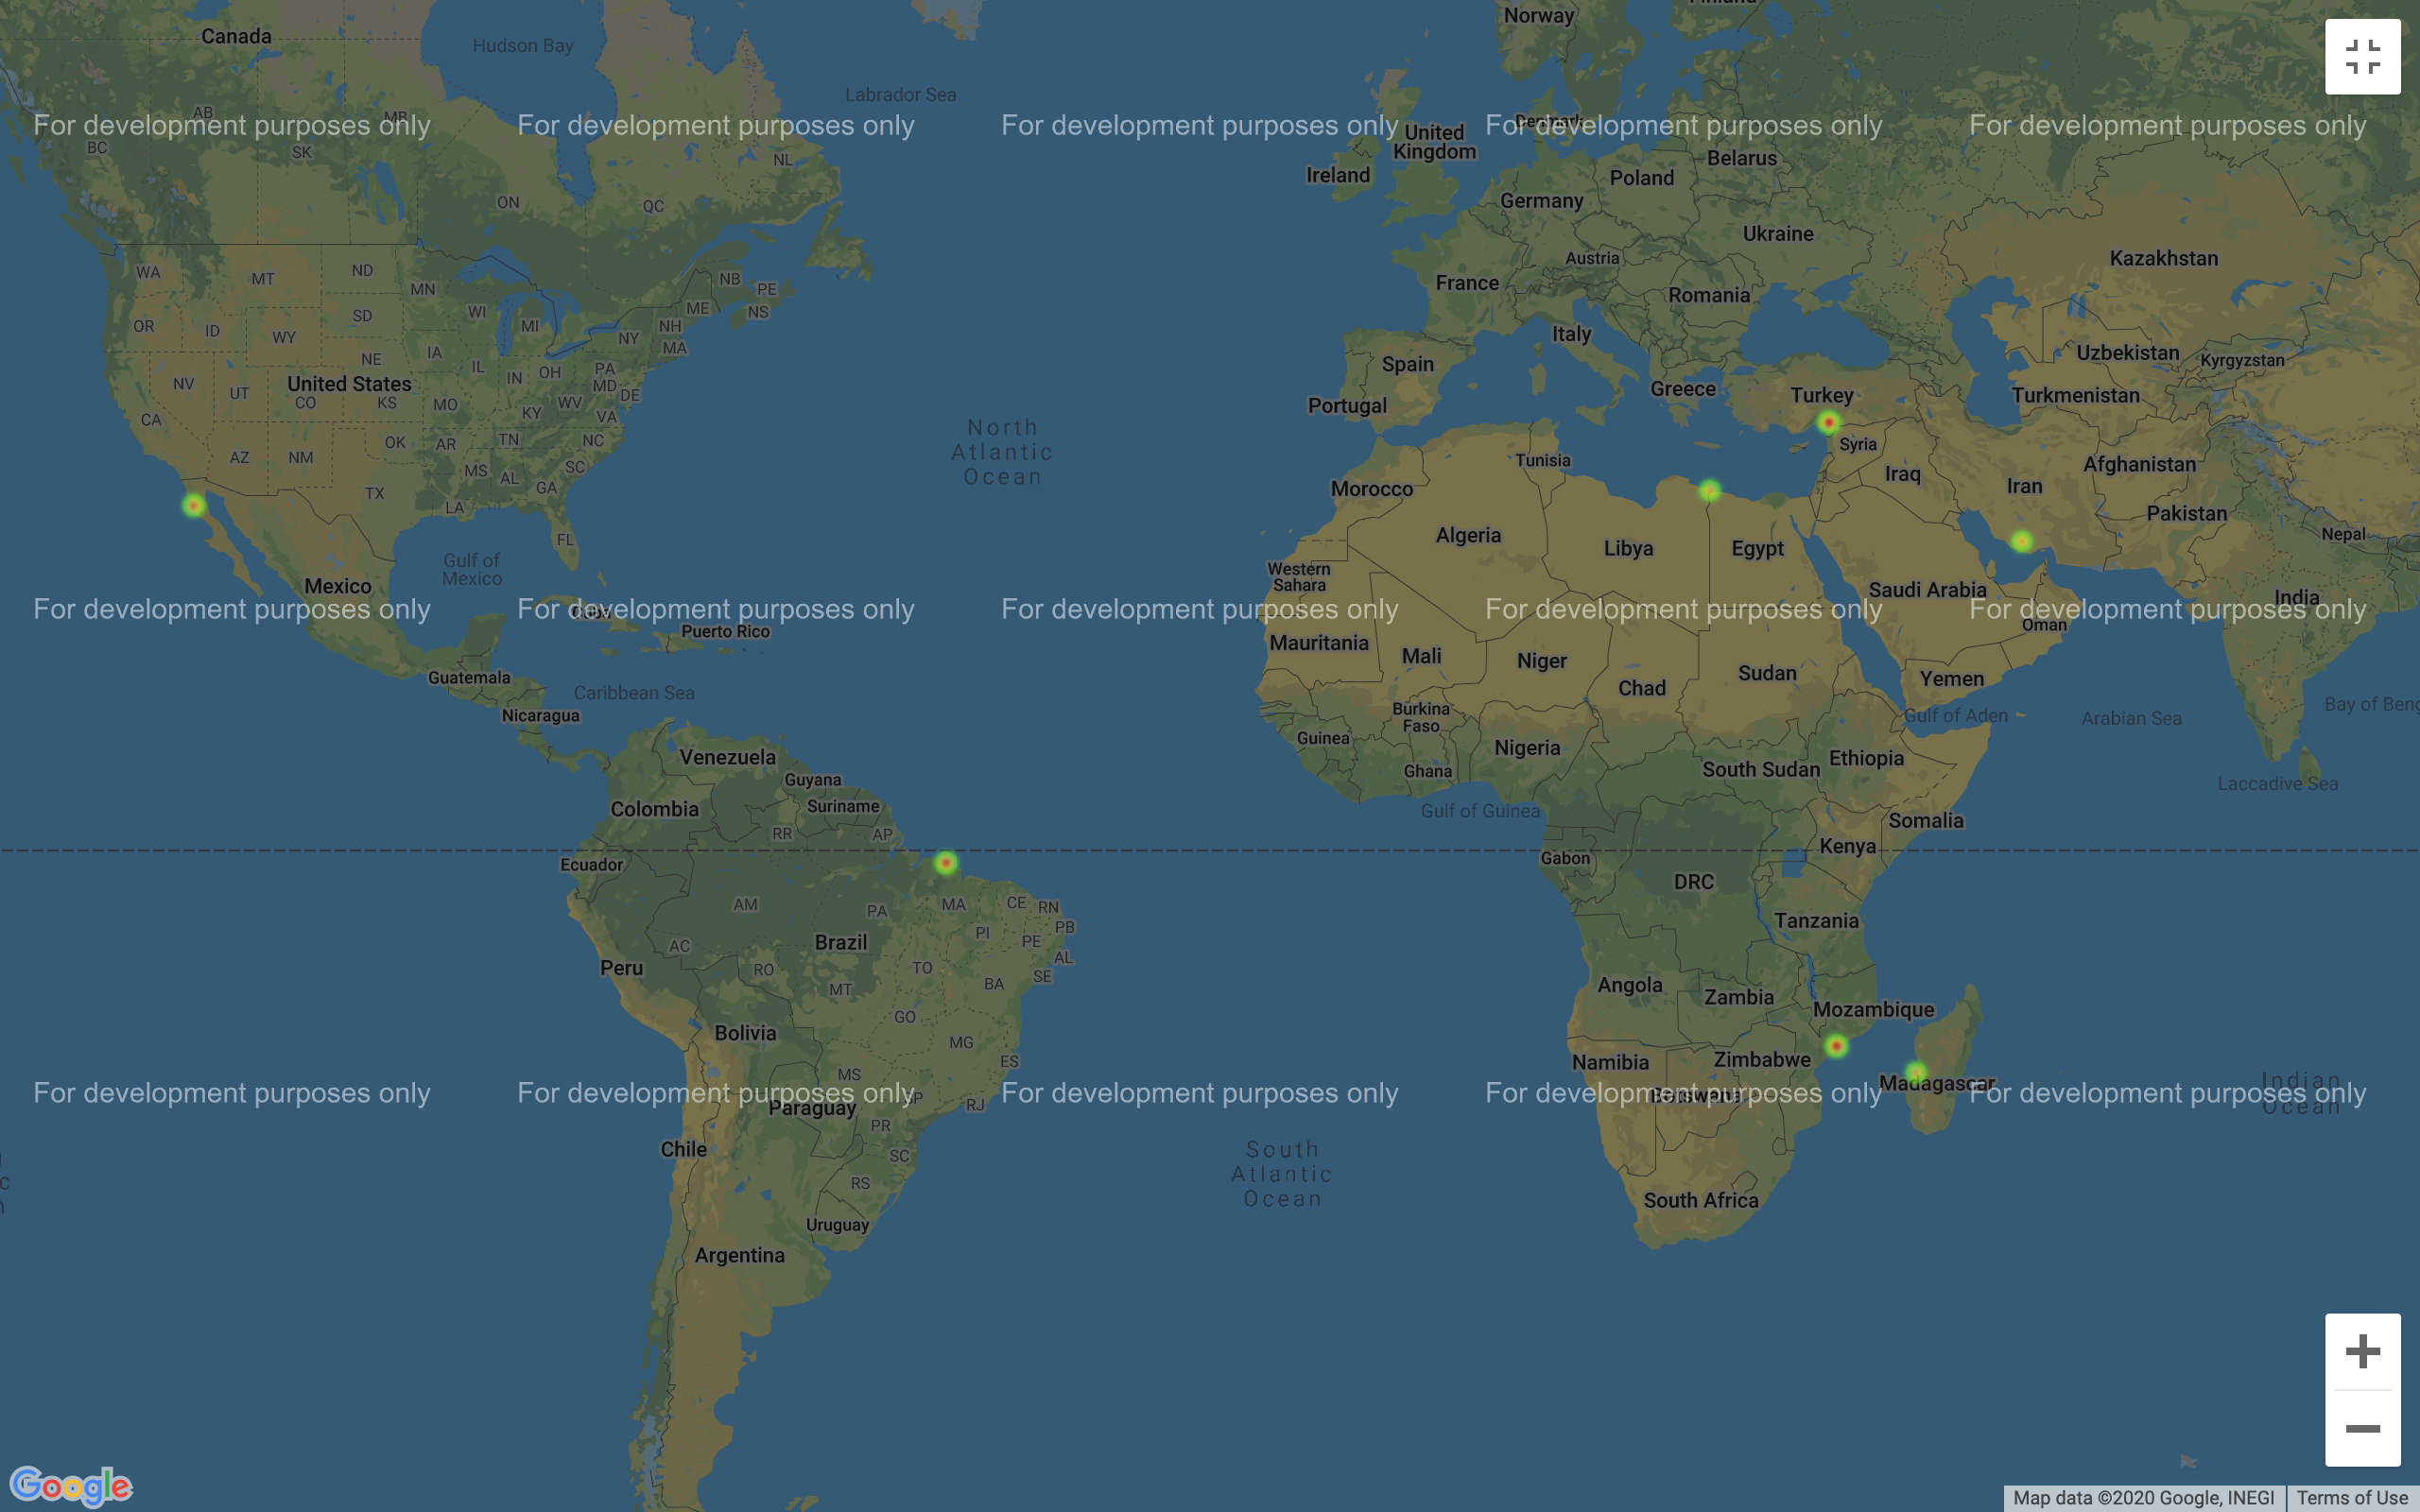 Canada
Hudson Bay
Labrador Sea
Norway
For development purposes only
For development purposes only
For development purposes only
For development purposes only
For development purposes only
AB
MB
BC
SK
NL
ON
QC
United
Kingdom
Ireland
Denmark
Belarus
Poland
Germany
Ukraine
Austria
France
Romania
Kazakhstan
Italy
Spain
Portugal
Greece
Turkey
Uzbekistan
Kyrgyzstan
Turkmenistan
WA
MT
ND
MN
NB
PE
NS
ME
OR
ID
WY
SD
WI
MI
NH
NY
MA
NE
IA
IL
IN
OH
PA
MD
DE
NV
UT
United States
CO
KS
MO
KY
WV
VA
CA
AZ
NM
OK
AR
TN
NC
MS
AL
SC
GA
TX
LA
FL
North
Atlantic
Ocean
Tunisia
Morocco
Syria
Iraq
Iran
Afghanistan
Pakistan
Nepal
Algeria
Libya
Egypt
Western
Sahara
Saudi Arabia
India
Oman
Gulf of
Mexico
Mexico
Cuba
Puerto Rico
For development purposes only
For development purposes only
For development purposes only
For development purposes only
For development purposes only
Guatemala
Caribbean Sea
Nicaragua
Mauritania
Mali
Niger
Chad
Sudan
Yemen
Gulf of Aden
Arabian Sea
Bay of Beng
Burkina
Faso
Guinea
Nigeria
Ghana
South Sudan
Ethiopia
Laccadive Sea
Gulf of Guinea
Somalia
Kenya
Gabon
DRC
Tanzania
Venezuela
Guyana
Suriname
Colombia
RR
AP
Ecuador
AM
PA
MA
CE
RN
PB
PI
PE
AL
SE
AC
Brazil
Peru
RO
TO
BA
MT
GO
Bolivia
MG
ES
MS
SP
RJ
Paraguay
PR
SC
Chile
RS
Uruguay
Argentina
Angola
Zambia
Mozambique
Namibia
Zimbabwe
Botswana
Madagascar
South Africa
Indian
Ocean
For development purposes only
For development purposes only
For development purposes only
For development purposes only
For development purposes only
South
Atlantic
Ocean
Google
Map data ©2020 Google, INEGI
Terms of Use